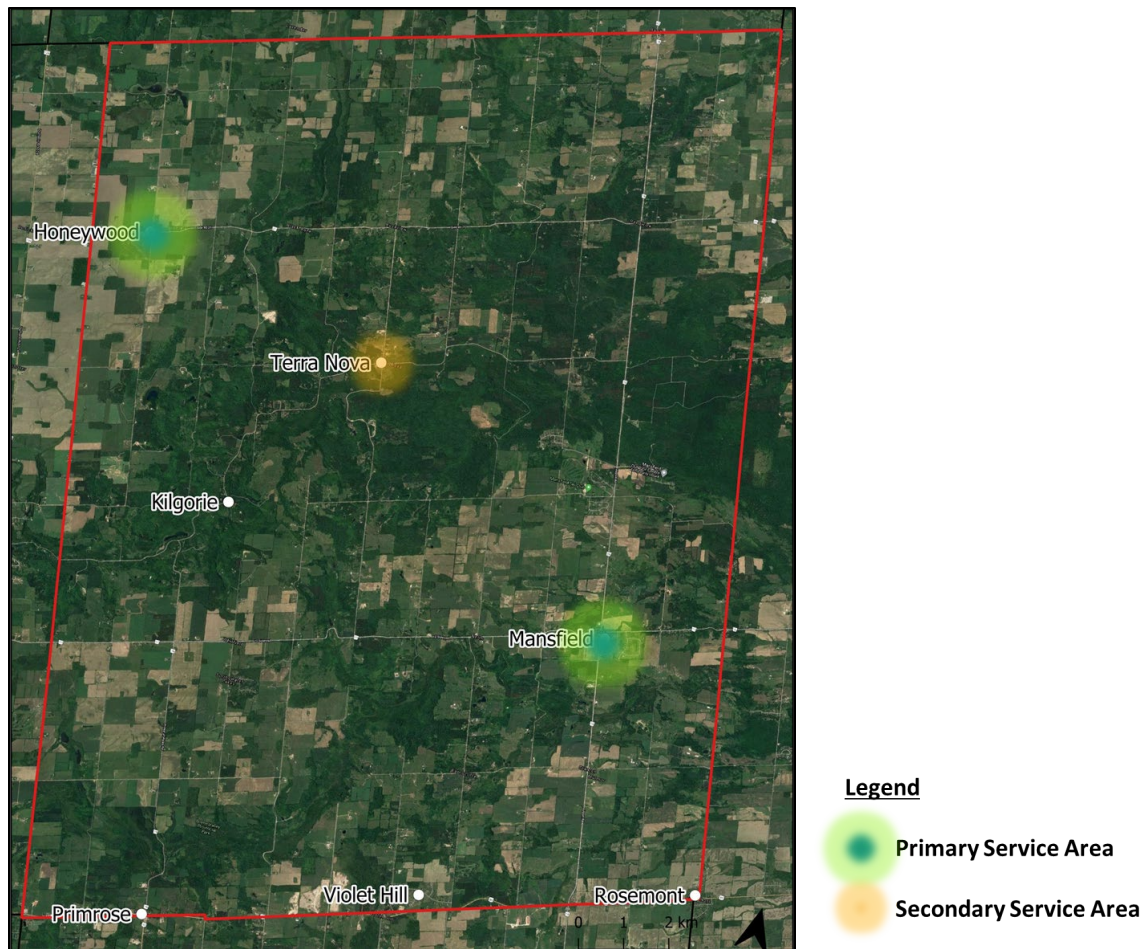 Honeywood
Terra Nova
Kilgorie
Mansfield
Violet Hill
Rosemont
Primrose
0 1 2 km
Legend
Primary Service Area
Secondary Service Area